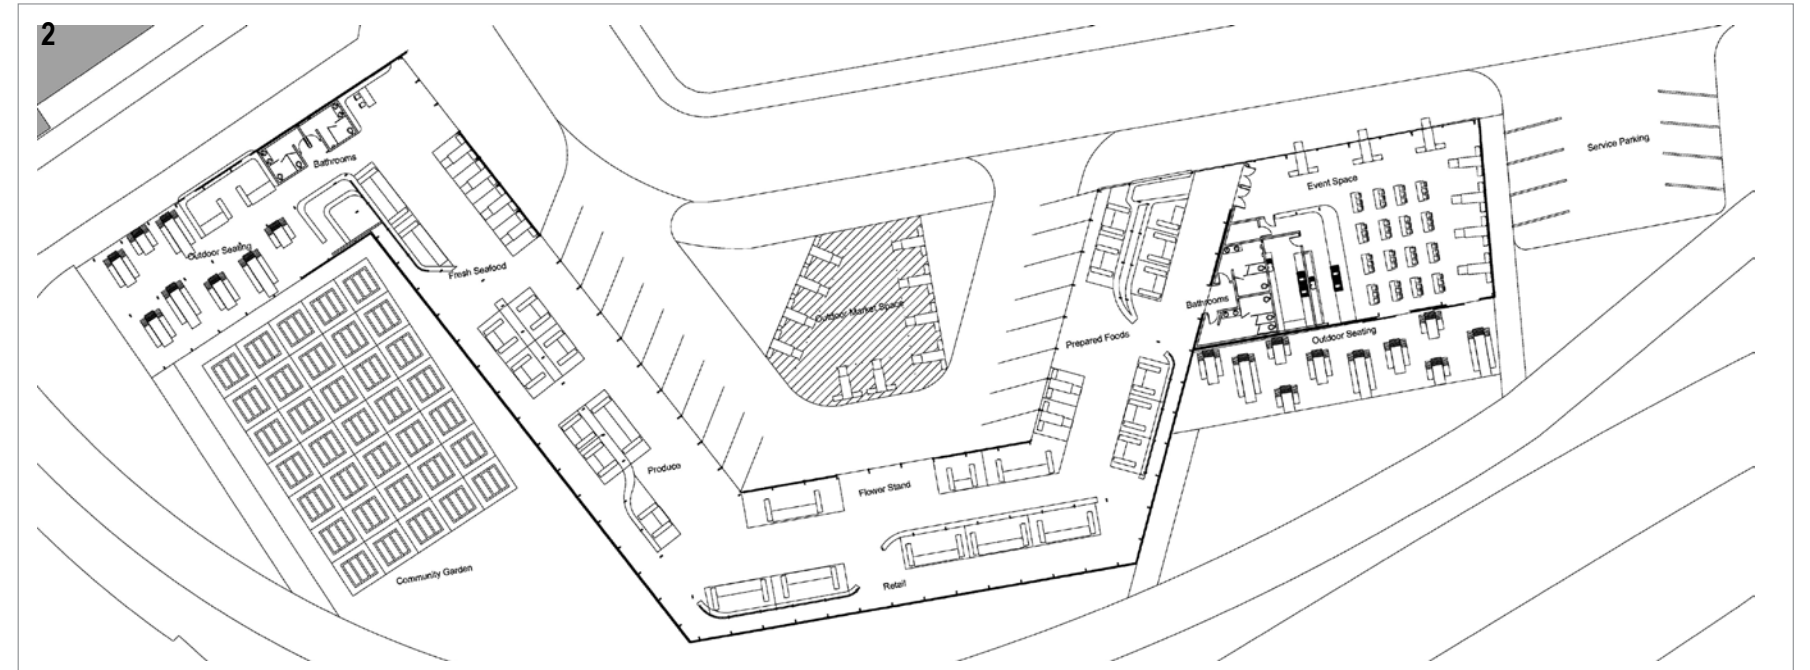 2
Service Parking
Bathrooms
Event Space
Outdoor Seating
Fresh Seafood
Bathrooms
Outdoor Market Space
Prepared Foods
Outdoor Seating
Produce
Flower Stand
Community Garden
Retail